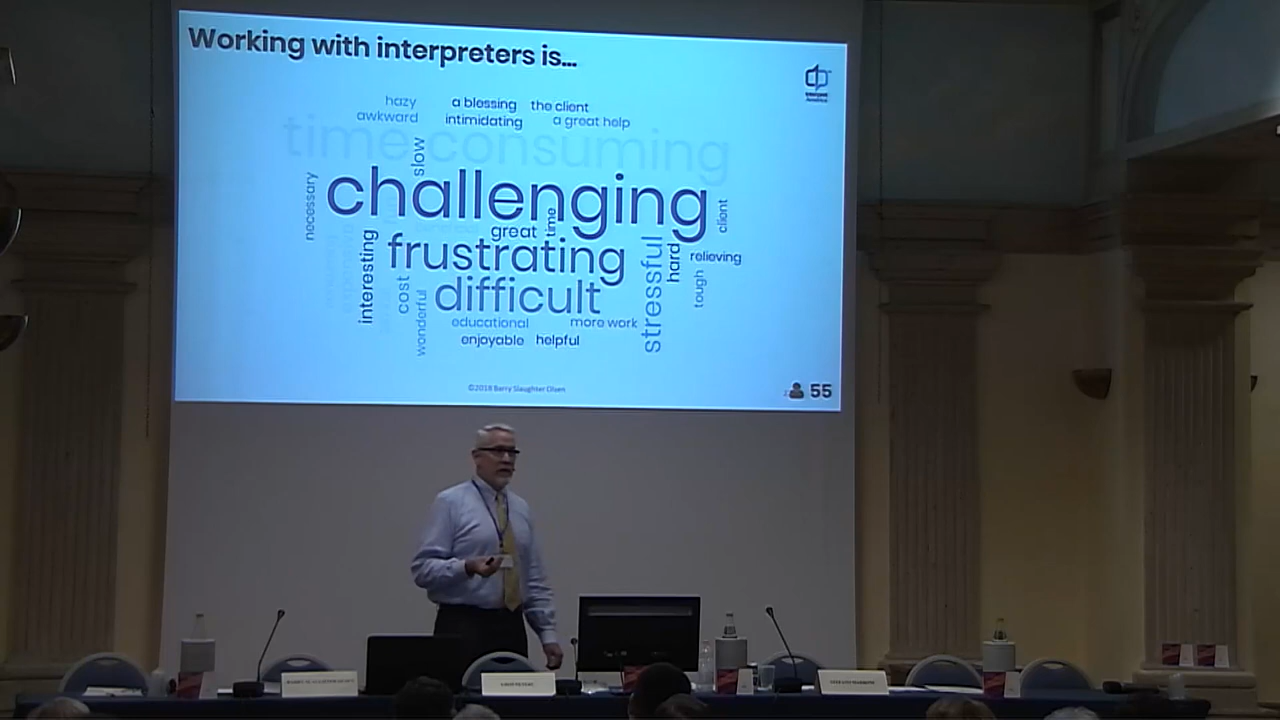 Working with interpreters is...
hazy
a blessing
the client
awkward
intimidating
a great help
time consuming
slow
challenging
necessary
client
great
time
frustrating
interesting
stressful
hard
relieving
tough
cost
difficult
wonderful
educational
more work
enjoyable
helpful
©2018 Barry Slaughter Olsen
55